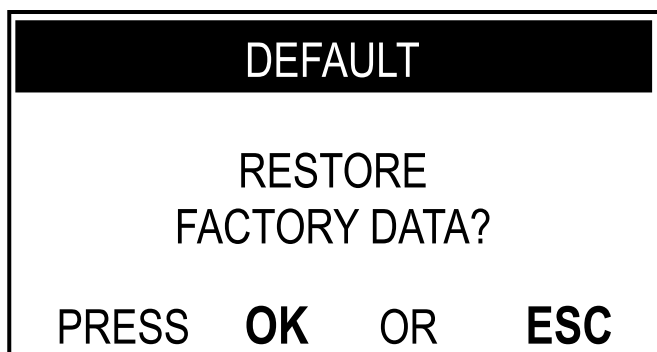 DEFAULT
RESTORE
FACTORY DATA?
PRESS OK OR ESC